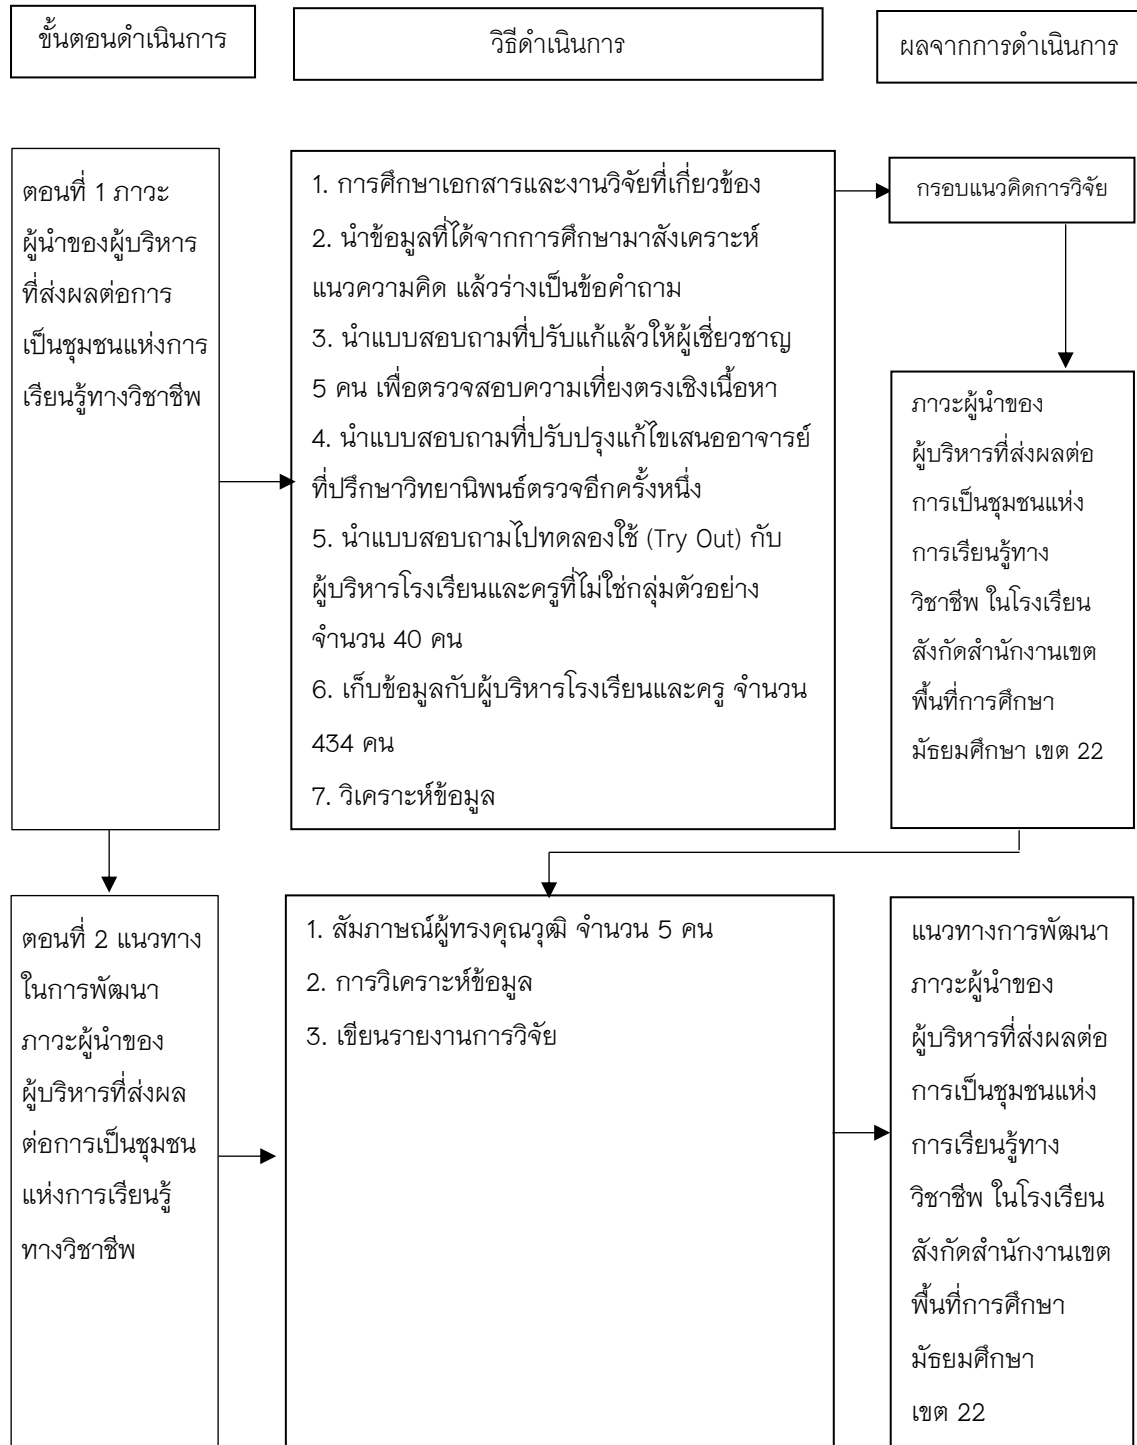 ขั้นตอนดำเนินการ
วิธีดำเนินการ
ผลจากการดำเนินการ
ตอนที่ 1 ภาวะ
ผู้นำของผู้บริหาร
ที่ส่งผลต่อการ
เป็นชุมชนแห่งการ
เรียนรู้ทางวิชาชีพ
1. การศึกษาเอกสารและงานวิจัยที่เกี่ยวข้อง
2. นำข้อมูลที่ได้จากการศึกษามาสังเคราะห์
แนวความคิด แล้วร่างเป็นข้อคำถาม
3. นำแบบสอบถามที่ปรับแก้แล้วให้ผู้เชี่ยวชาญ
5 คน เพื่อตรวจสอบความเที่ยงตรงเชิงเนื้อหา
4. นำแบบสอบถามที่ปรับปรุงแก้ไขเสนออาจารย์
ที่ปรึกษาวิทยานิพนธ์ตรวจอีกครั้งหนึ่ง
5. นำแบบสอบถามไปทดลองใช้ (Try Out) กับ
ผู้บริหารโรงเรียนและครูที่ไม่ใช่กลุ่มตัวอย่าง
จำนวน 40 คน
6. เก็บข้อมูลกับผู้บริหารโรงเรียนและครู จำนวน
434 คน
7. วิเคราะห์ข้อมูล
กรอบแนวคิดการวิจัย
ภาวะผู้นำของ
ผู้บริหารที่ส่งผลต่อ
การเป็นชุมชนแห่ง
การเรียนรู้ทาง
วิชาชีพ ในโรงเรียน
สังกัดสำนักงานเขต
พื้นที่การศึกษา
มัธยมศึกษา เขต 22
ตอนที่ 2 แนวทาง
ในการพัฒนา
ภาวะผู้นำของ
ผู้บริหารที่ส่งผล
ต่อการเป็นชุมชน
แห่งการเรียนรู้
ทางวิชาชีพ
1. สัมภาษณ์ผู้ทรงคุณวุฒิ จำนวน 5 คน
2. การวิเคราะห์ข้อมูล
3. เขียนรายงานการวิจัย
แนวทางการพัฒนา
ภาวะผู้นำของ
ผู้บริหารที่ส่งผลต่อ
การเป็นชุมชนแห่ง
การเรียนรู้ทาง
วิชาชีพ ในโรงเรียน
สังกัดสำนักงานเขต
พื้นที่การศึกษา
มัธยมศึกษา
เขต 22